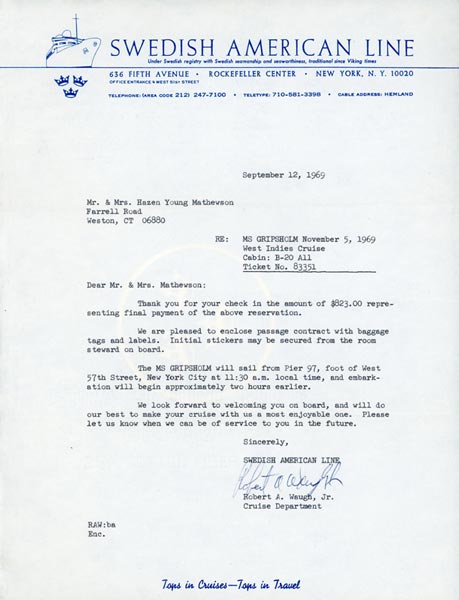 SWEDISH AMERICAN LINE
Under Swedish registry with Swedish seamanship and seaworthiness, traditional since Viking times
636 FIFTH AVENUE • ROCKEFELLER CENTER • NEW YORK, N. Y. 10020
OFFICE ENTRANCE 4 WEST 51ST STREET
TELEPHONE: (AREA CODE 212) 247-7100 • TELETYPE: 710-581-3398 • CABLE ADDRESS: HEMLAND
September 12, 1969
Mr. & Mrs. Hazen Young Mathewson
Farrell Road
Weston, CT 06880
RE: MS GRIPSHOLM November 5, 1969
West Indies Cruise
Cabin: B-20 All
Ticket No. 83351
Dear Mr. & Mrs. Mathewson:
Thank you for your check in the amount of $823.00 repre-
senting final payment of the above reservation.
We are pleased to enclose passage contract with baggage
tags and labels. Initial stickers may be secured from the room
steward on board.
The MS GRIPSHOLM will sail from Pier 97, foot of West
57th Street, New York City at 11:30 a.m. local time, and embark-
ation will begin approximately two hours earlier.
We look forward to welcoming you on board, and will do
our best to make your cruise with us a most enjoyable one. Please
let us know when we can be of service to you in the future.
Sincerely,
SWEDISH AMERICAN LINE
Robert A. Waugh, Jr.
Robert A. Waugh, Jr.
Cruise Department
RAW:ba
Enc.
Tops in Cruises—Tops in Travel